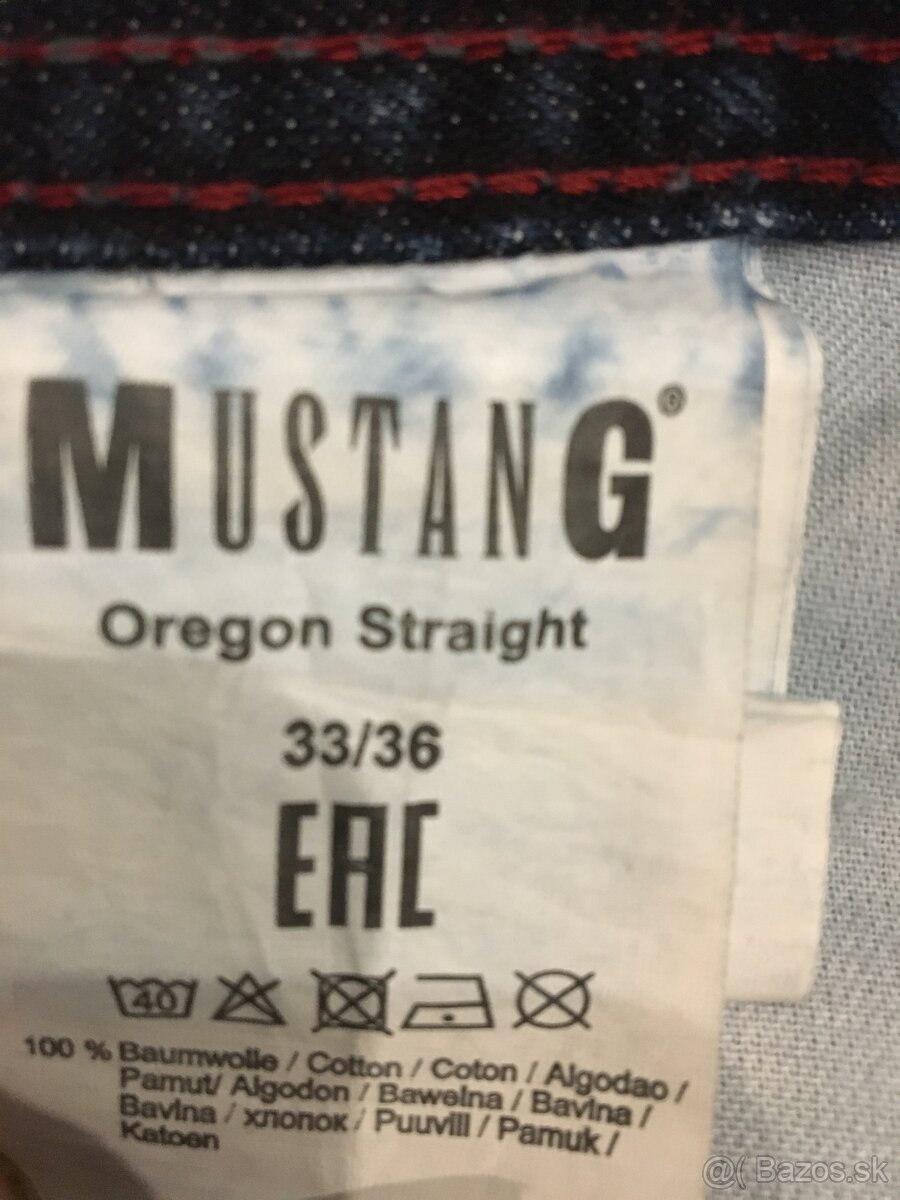 MUSTANG®
Oregon Straight
33/36
EAC
40
100 % Baumwolle / Cotton / Coton / Algodao /
Pamut/ Algodon / Bawelna / Bavlna /
Bavlna / хлопок / Puuvill / Pamuk /
Katoen
@( Bazos.sk